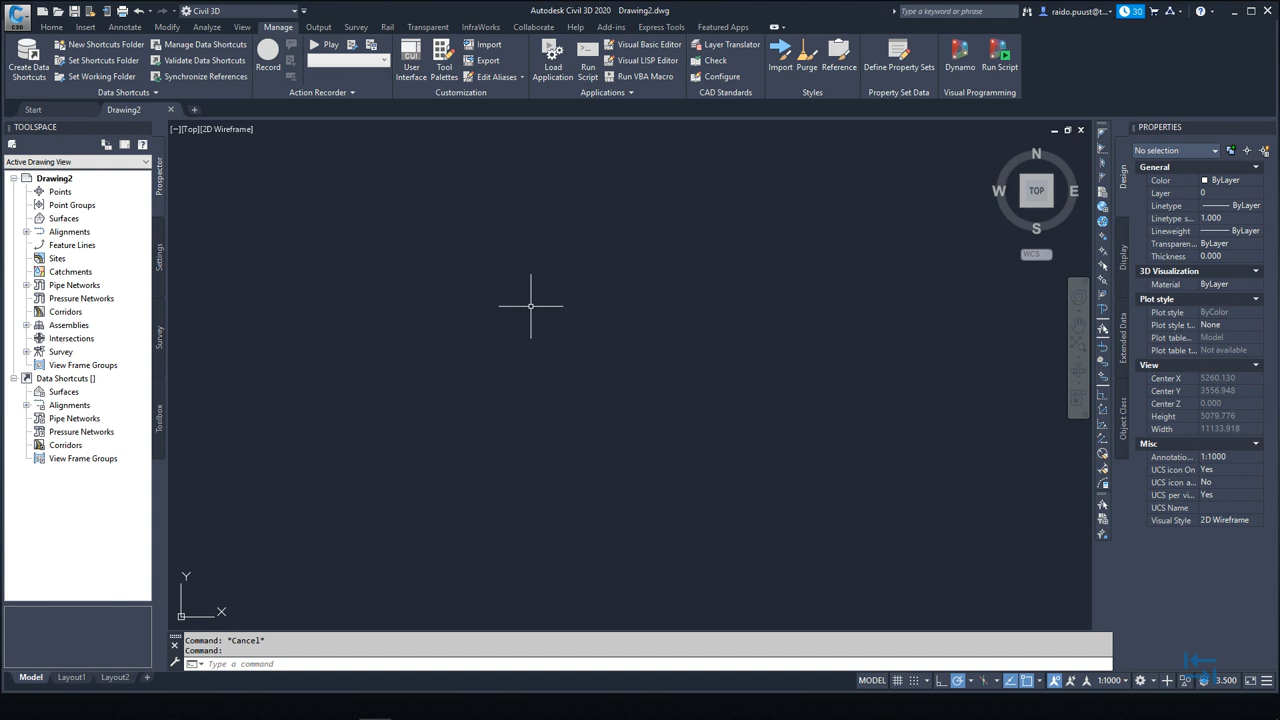 C3D Civil 3D Autodesk Civil 3D 2020 Drawing2.dwg Type a keyword or phrase raido.puust@t... 30
Home Insert Annotate Modify Analyze View Manage Output Survey Rail Transparent InfraWorks Collaborate Help Add-ins Express Tools Featured Apps
New Shortcuts Folder Manage Data Shortcuts Play Import Visual Basic Editor Layer Translator
Set Shortcuts Folder Validate Data Shortcuts Export Visual LISP Editor Check
Create Data Shortcuts Set Working Folder Synchronize References Record User Interface Tool Palettes Edit Aliases Load Application Run Script Run VBA Macro Configure Import Purge Reference Define Property Sets Dynamo Run Script
Data Shortcuts Action Recorder Customization Applications CAD Standards Styles Property Set Data Visual Programming
Start Drawing2
TOOLSPACE
Active Drawing View
Drawing2
Points
Point Groups
Surfaces
Alignments
Feature Lines
Sites
Catchments
Pipe Networks
Pressure Networks
Corridors
Assemblies
Intersections
Survey
View Frame Groups
Data Shortcuts []
Surfaces
Alignments
Pipe Networks
Pressure Networks
Corridors
View Frame Groups
Prospector
Settings
Survey
Toolbox
[−][Top][2D Wireframe]
N
W TOP E
S
WCS
Y
X
PROPERTIES
No selection
General
Color ByLayer
Layer 0
Linetype ByLayer
Linetype s... 1.000
Lineweight ByLayer
Transparen... ByLayer
Thickness 0.000
3D Visualization
Material ByLayer
Plot style
Plot style ByColor
Plot style t... None
Plot table... Model
Plot table t... Not available
View
Center X 5260.130
Center Y 3556.948
Center Z 0.000
Height 5079.776
Width 11133.918
Misc
Annotatio... 1:1000
UCS icon On Yes
UCS icon a... No
UCS per vi... Yes
UCS Name
Visual Style 2D Wireframe
Design
Display
Extended Data
Object Class
Command: *Cancel*
Command:
Type a command
Model Layout1 Layout2 + MODEL 1:1000 3.500